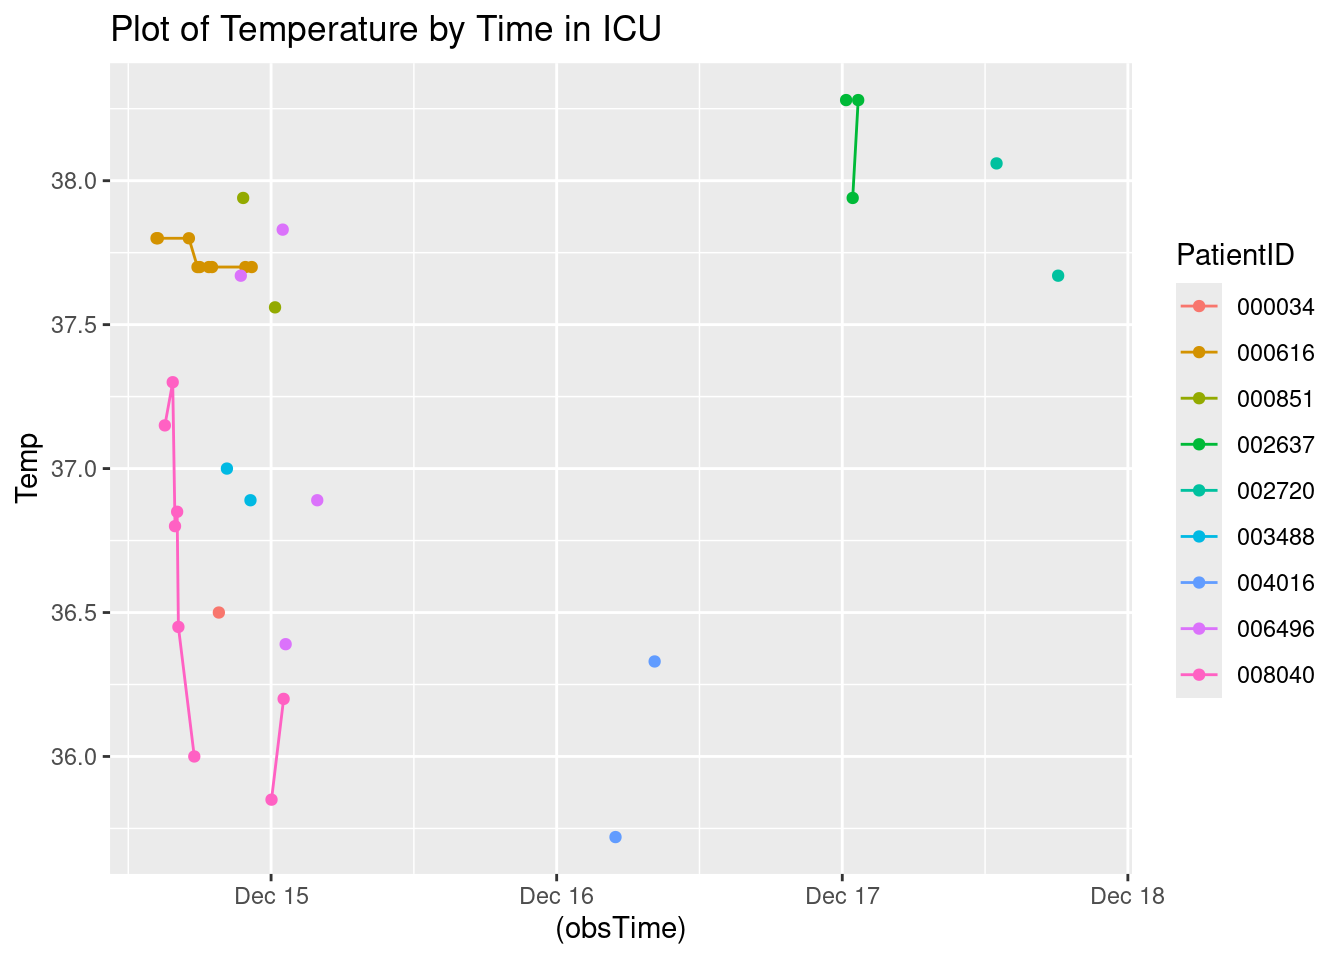 Plot of Temperature by Time in ICU
Temp
38.0
37.5
37.0
36.5
36.0
Dec 15
Dec 16
Dec 17
Dec 18
(obsTime)
PatientID
000034
000616
000851
002637
002720
003488
004016
006496
008040